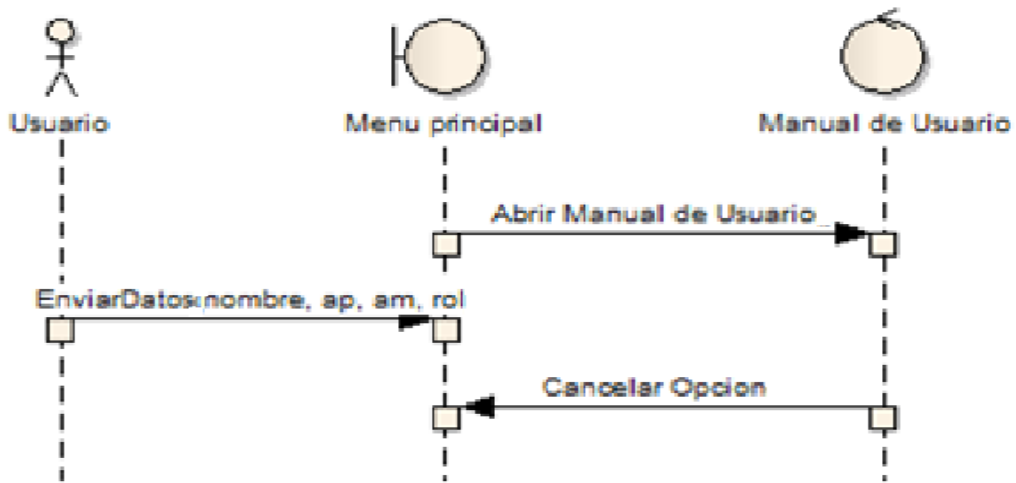 Usuario
Menu principal
Manual de Usuario
Abrir Manual de Usuario
EnviarDatos(nombre, ap, am, rol
Cancelar Opcion